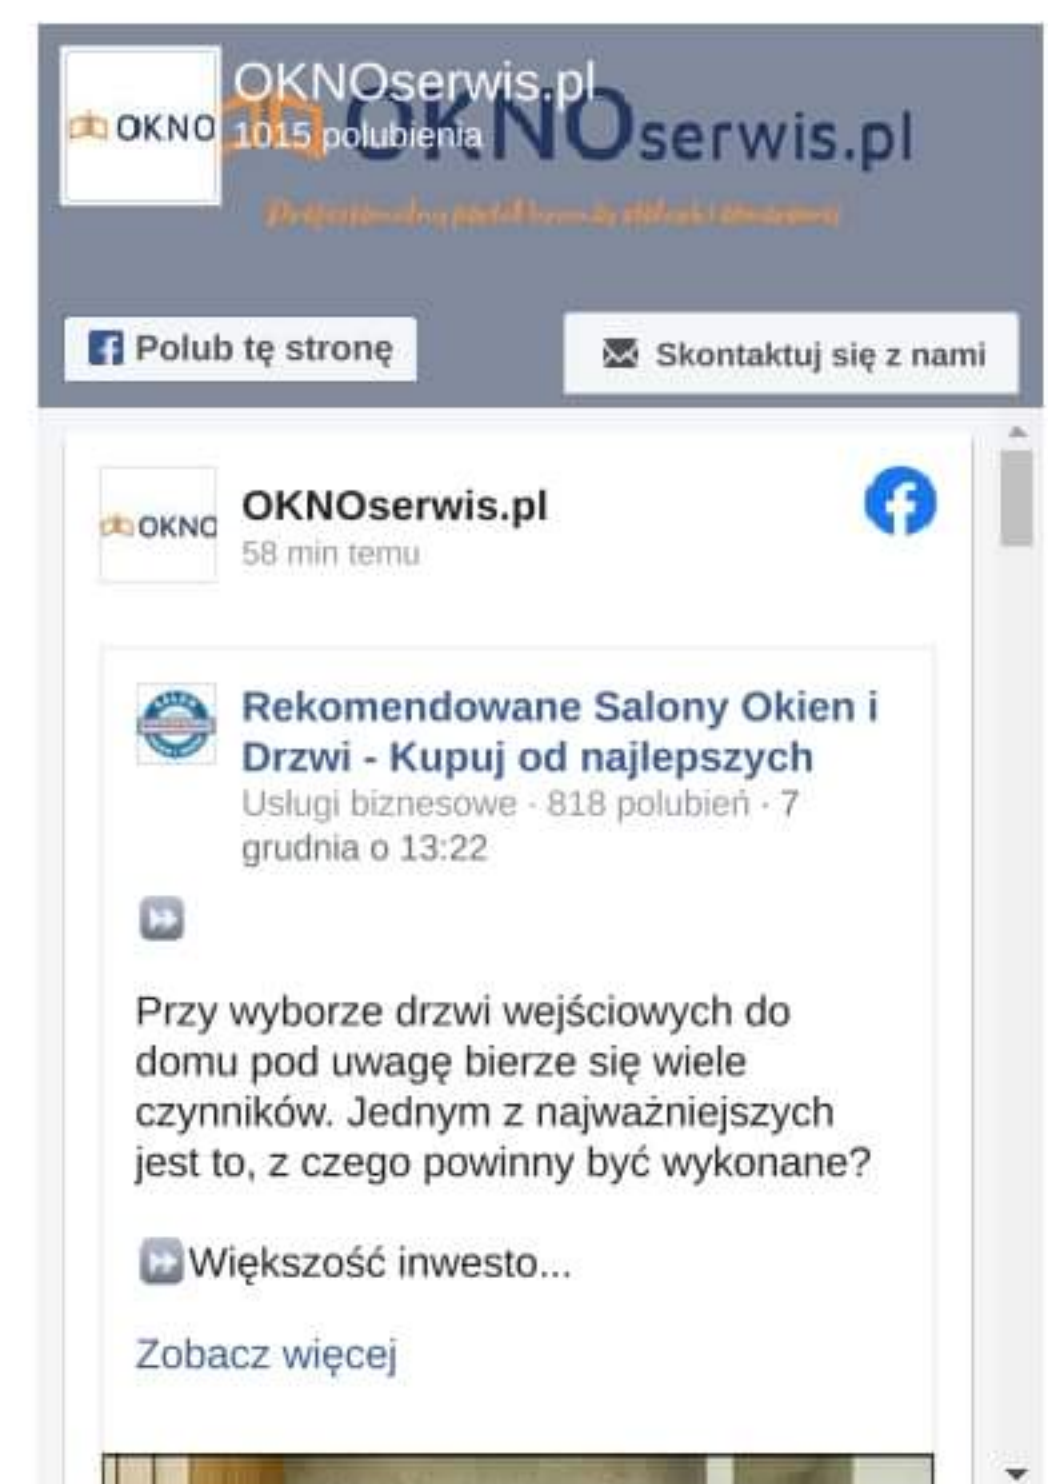 OKNO
OKNOserwis.pl
1015 polubienia
OKNOserwis.pl
Polub tę stronę
Skontaktuj się z nami
OKNO
OKNOserwis.pl
58 min temu
Rekomendowane Salony Okien i
Drzwi - Kupuj od najlepszych
Usługi biznesowe · 818 polubień · 7
grudnia o 13:22
Przy wyborze drzwi wejściowych do
domu pod uwagę bierze się wiele
czynników. Jednym z najważniejszych
jest to, z czego powinny być wykonane?
Większość inwesto...
Zobacz więcej